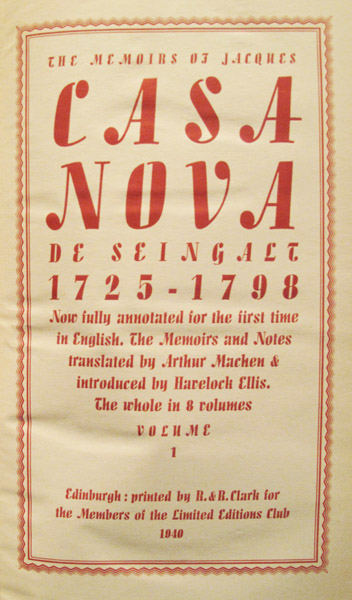 THE MEMOIRS OF JACQUES
CASA
NOVA
DE SEINGALT
1725-1798
Now fully annotated for the first time
in English. The Memoirs and Notes
translated by Arthur Machen &
introduced by Havelock Ellis.
The whole in 8 volumes
VOLUME
1
Edinburgh: printed by R. & R. Clark for
the Members of the Limited Editions Club
1940